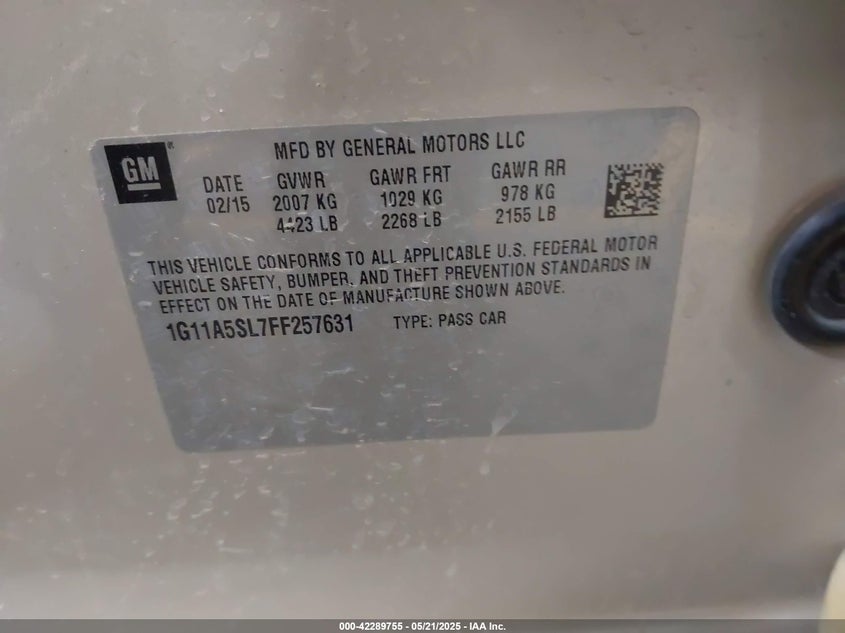 GM
MFD BY GENERAL MOTORS LLC
DATE GVWR GAWR FRT GAWR RR
02/15 2007 KG 1029 KG 978 KG
4423 LB 2268 LB 2155 LB
THIS VEHICLE CONFORMS TO ALL APPLICABLE U.S. FEDERAL MOTOR
VEHICLE SAFETY, BUMPER, AND THEFT PREVENTION STANDARDS IN
EFFECT ON THE DATE OF MANUFACTURE SHOWN ABOVE.
1G11A5SL7FF257631 TYPE: PASS CAR
000-42289755 - 05/21/2025 - IAA Inc.